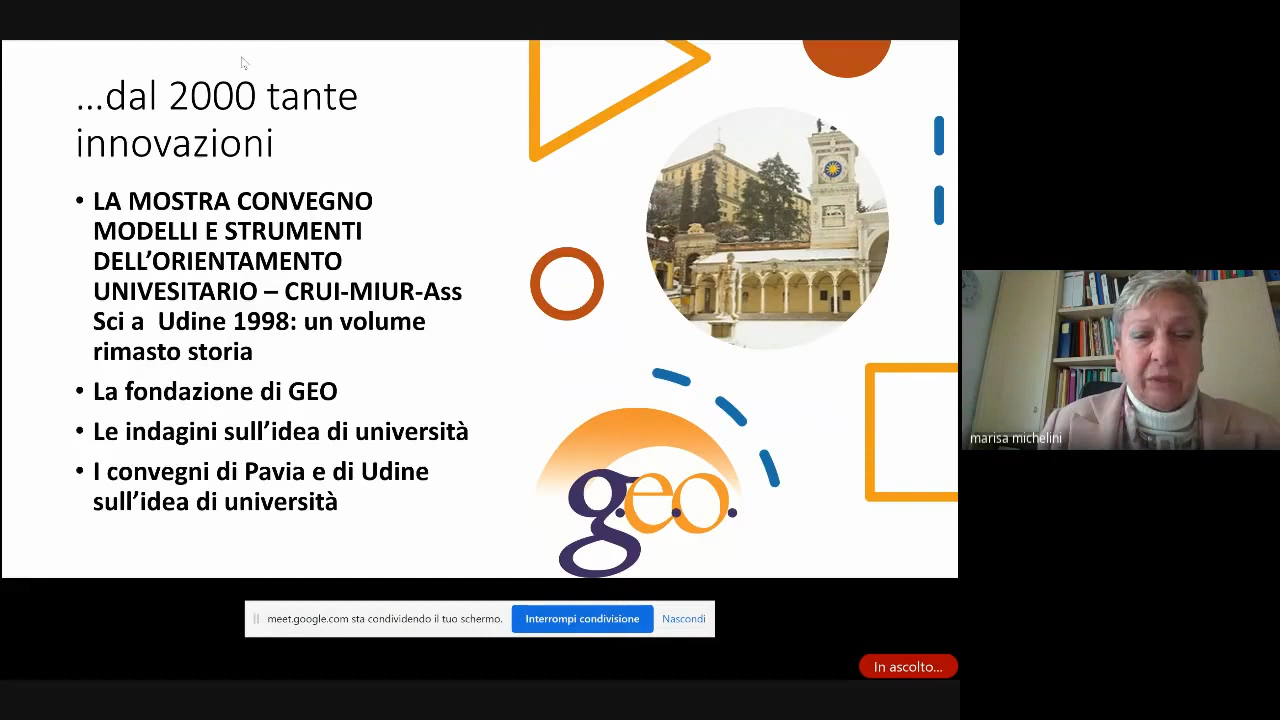 ...dal 2000 tante
innovazioni
• LA MOSTRA CONVEGNO
MODELLI E STRUMENTI
DELL'ORIENTAMENTO
UNIVESITARIO – CRUI-MIUR-Ass
Sci a Udine 1998: un volume
rimasto storia
• La fondazione di GEO
• Le indagini sull'idea di università
• I convegni di Pavia e di Udine
sull'idea di università
g.e.o.
marisa michelini
meet.google.com sta condividendo il tuo schermo.
Interrompi condivisione
Nascondi
In ascolto...